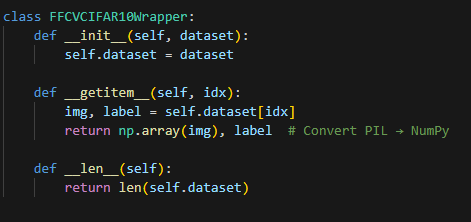 class FFCVCIFAR10Wrapper:
    def __init__(self, dataset):
        self.dataset = dataset

    def __getitem__(self, idx):
        img, label = self.dataset[idx]
        return np.array(img), label  # Convert PIL → NumPy

    def __len__(self):
        return len(self.dataset)